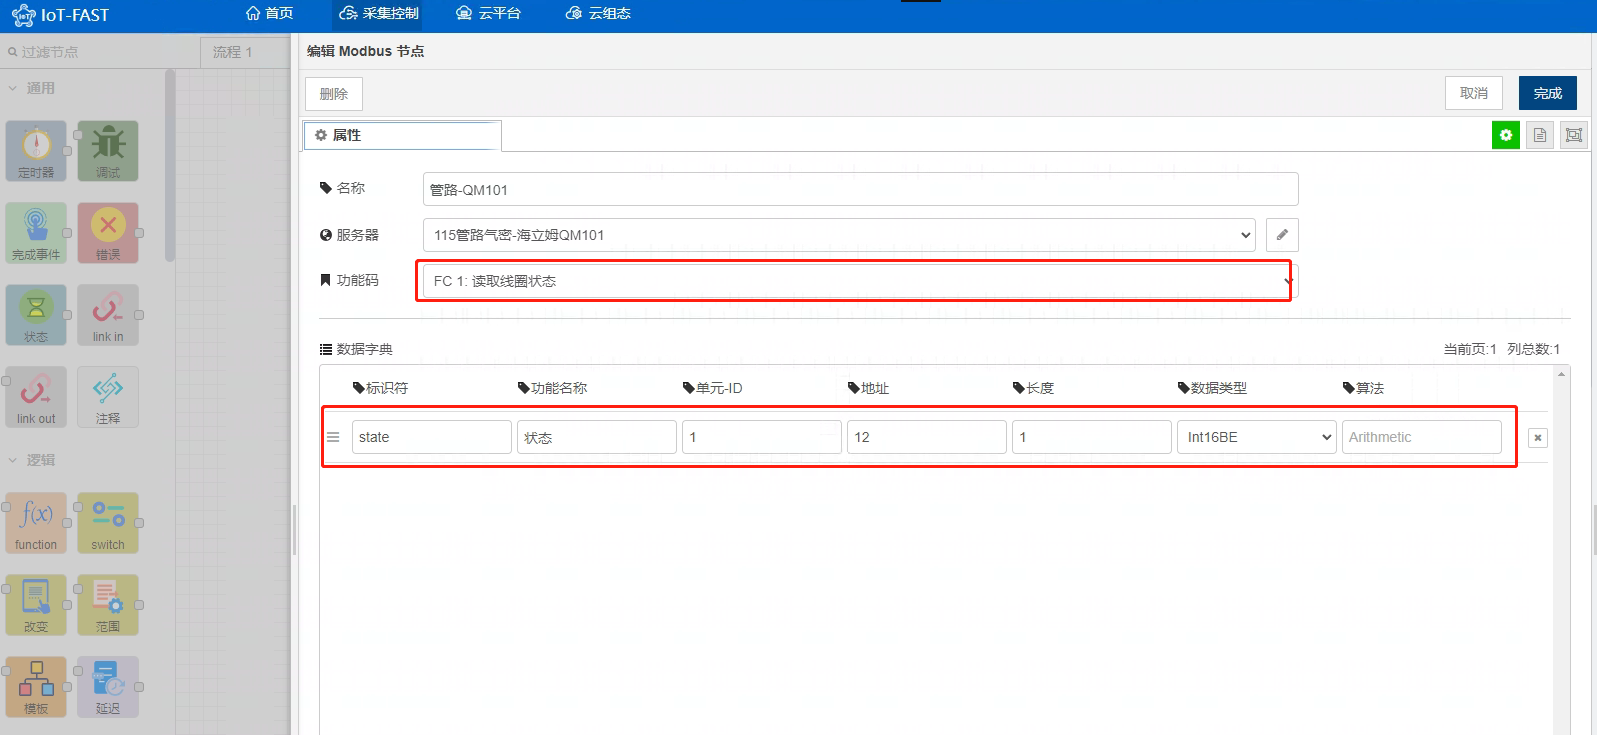 IoT-FAST
首页
采集控制
云平台
云组态
过滤节点
流程 1
编辑 Modbus 节点
通用
删除
取消
完成
属性
定时器
调试
名称
管路-QM101
服务器
115管路气密-海立姆QM101
完成事件
错误
功能码
FC 1: 读取线圈状态
状态
link in
数据字典
当前页:1 列总数:1
标识符
功能名称
单元-ID
地址
长度
数据类型
算法
link out
注释
state
状态
1
12
1
Int16BE
Arithmetic
逻辑
f(x)
function
switch
改变
范围
模板
延迟